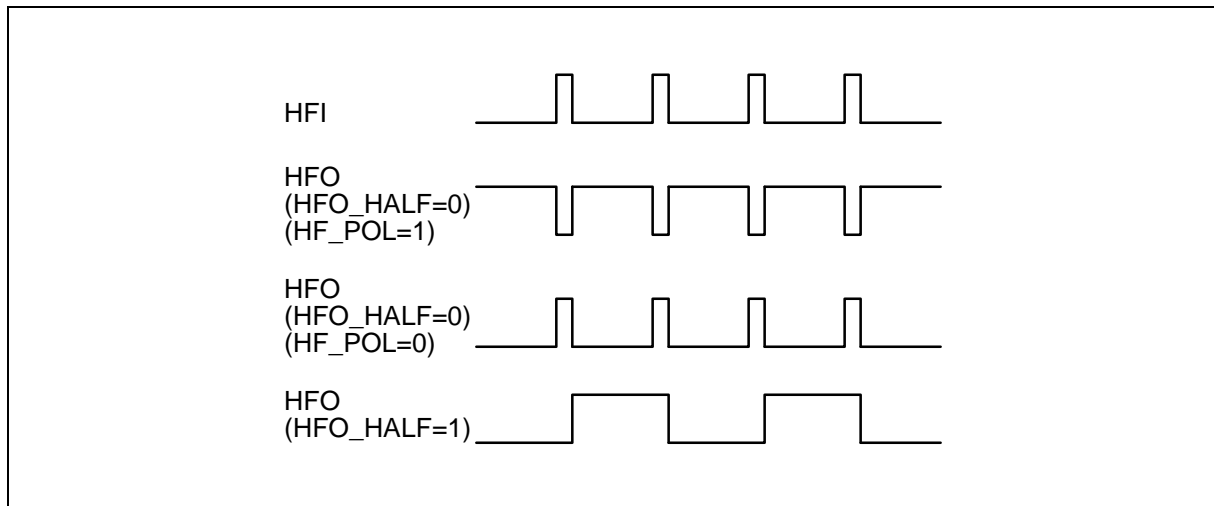 HFI
HFO
(HFO_HALF=0)
(HF_POL=1)
HFO
(HFO_HALF=0)
(HF_POL=0)
HFO
(HFO_HALF=1)